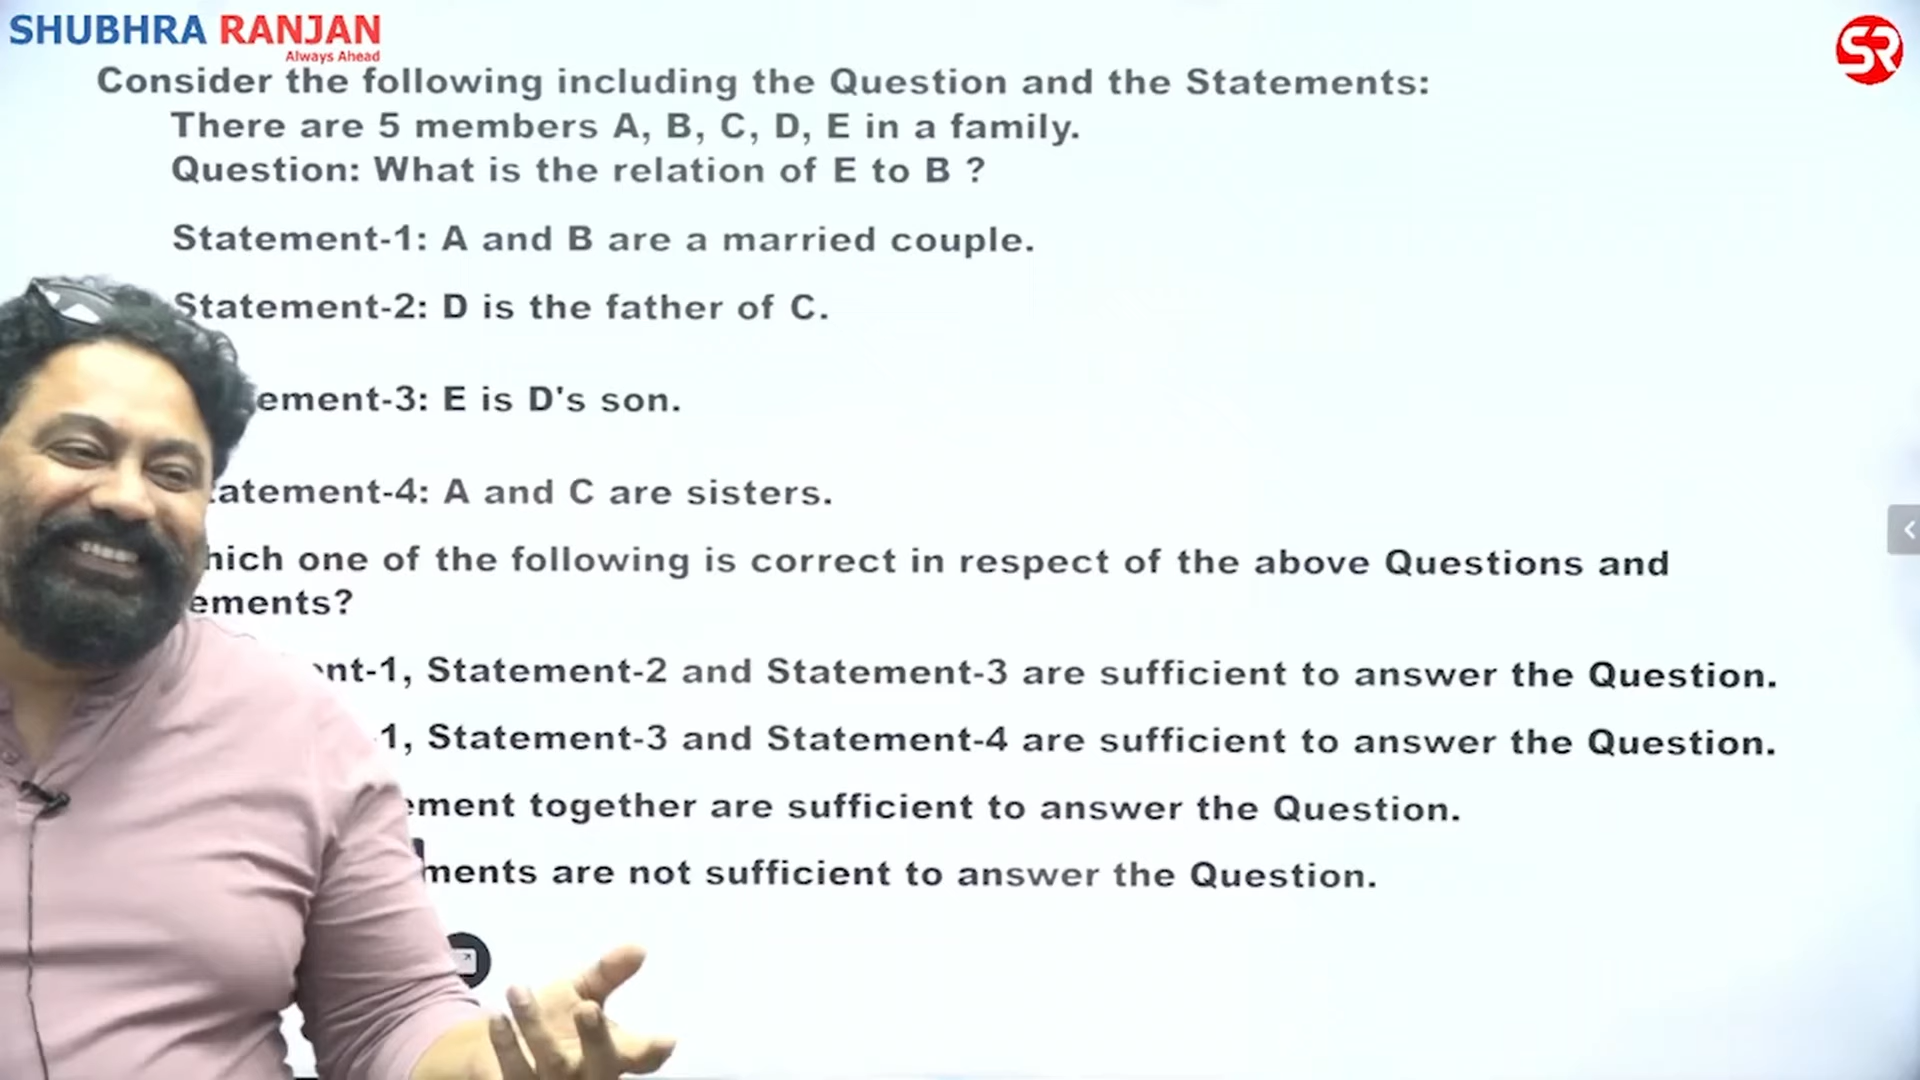 SHUBHRA RANJAN
Always Ahead
SR
Consider the following including the Question and the Statements:
There are 5 members A, B, C, D, E in a family.
Question: What is the relation of E to B ?
Statement-1: A and B are a married couple.
Statement-2: D is the father of C.
ement-3: E is D's son.
atement-4: A and C are sisters.
hich one of the following is correct in respect of the above Questions and
ements?
nt-1, Statement-2 and Statement-3 are sufficient to answer the Question.
1, Statement-3 and Statement-4 are sufficient to answer the Question.
ement together are sufficient to answer the Question.
ments are not sufficient to answer the Question.